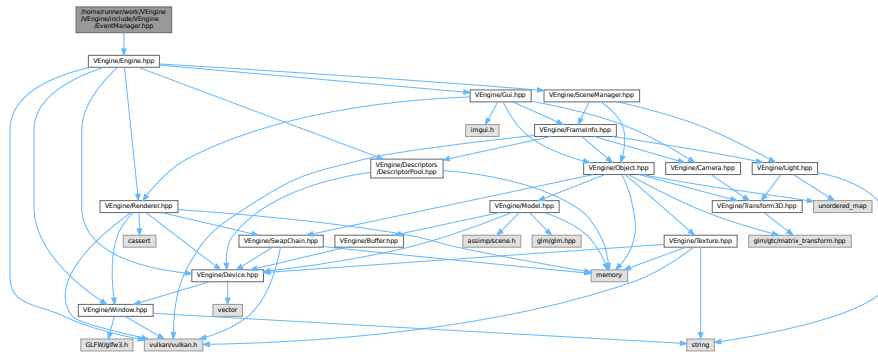 /home/runner/work/VEngine
/VEngine/include/VEngine
/EventManager.hpp
VEngine/Engine.hpp
VEngine/Gui.hpp
VEngine/SceneManager.hpp
imgui.h
VEngine/FrameInfo.hpp
VEngine/Descriptors
/DescriptorPool.hpp
VEngine/Object.hpp
VEngine/Camera.hpp
VEngine/Light.hpp
VEngine/Renderer.hpp
VEngine/Model.hpp
VEngine/Transform3D.hpp
unordered_map
cassert
VEngine/SwapChain.hpp
VEngine/Buffer.hpp
assimp/scene.h
glm/glm.hpp
VEngine/Texture.hpp
glm/gtc/matrix_transform.hpp
VEngine/Device.hpp
memory
VEngine/Window.hpp
vector
GLFW/glfw3.h
vulkan/vulkan.h
string